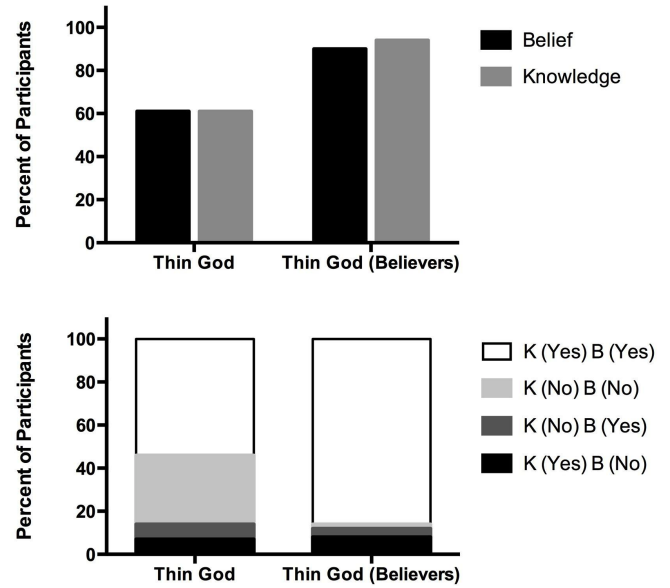 Percent of Participants
100
80
60
40
20
0
Thin God
Thin God (Believers)
Belief
Knowledge
Percent of Participants
100
80
60
40
20
0
Thin God
Thin God (Believers)
K (Yes) B (Yes)
K (No) B (No)
K (No) B (Yes)
K (Yes) B (No)